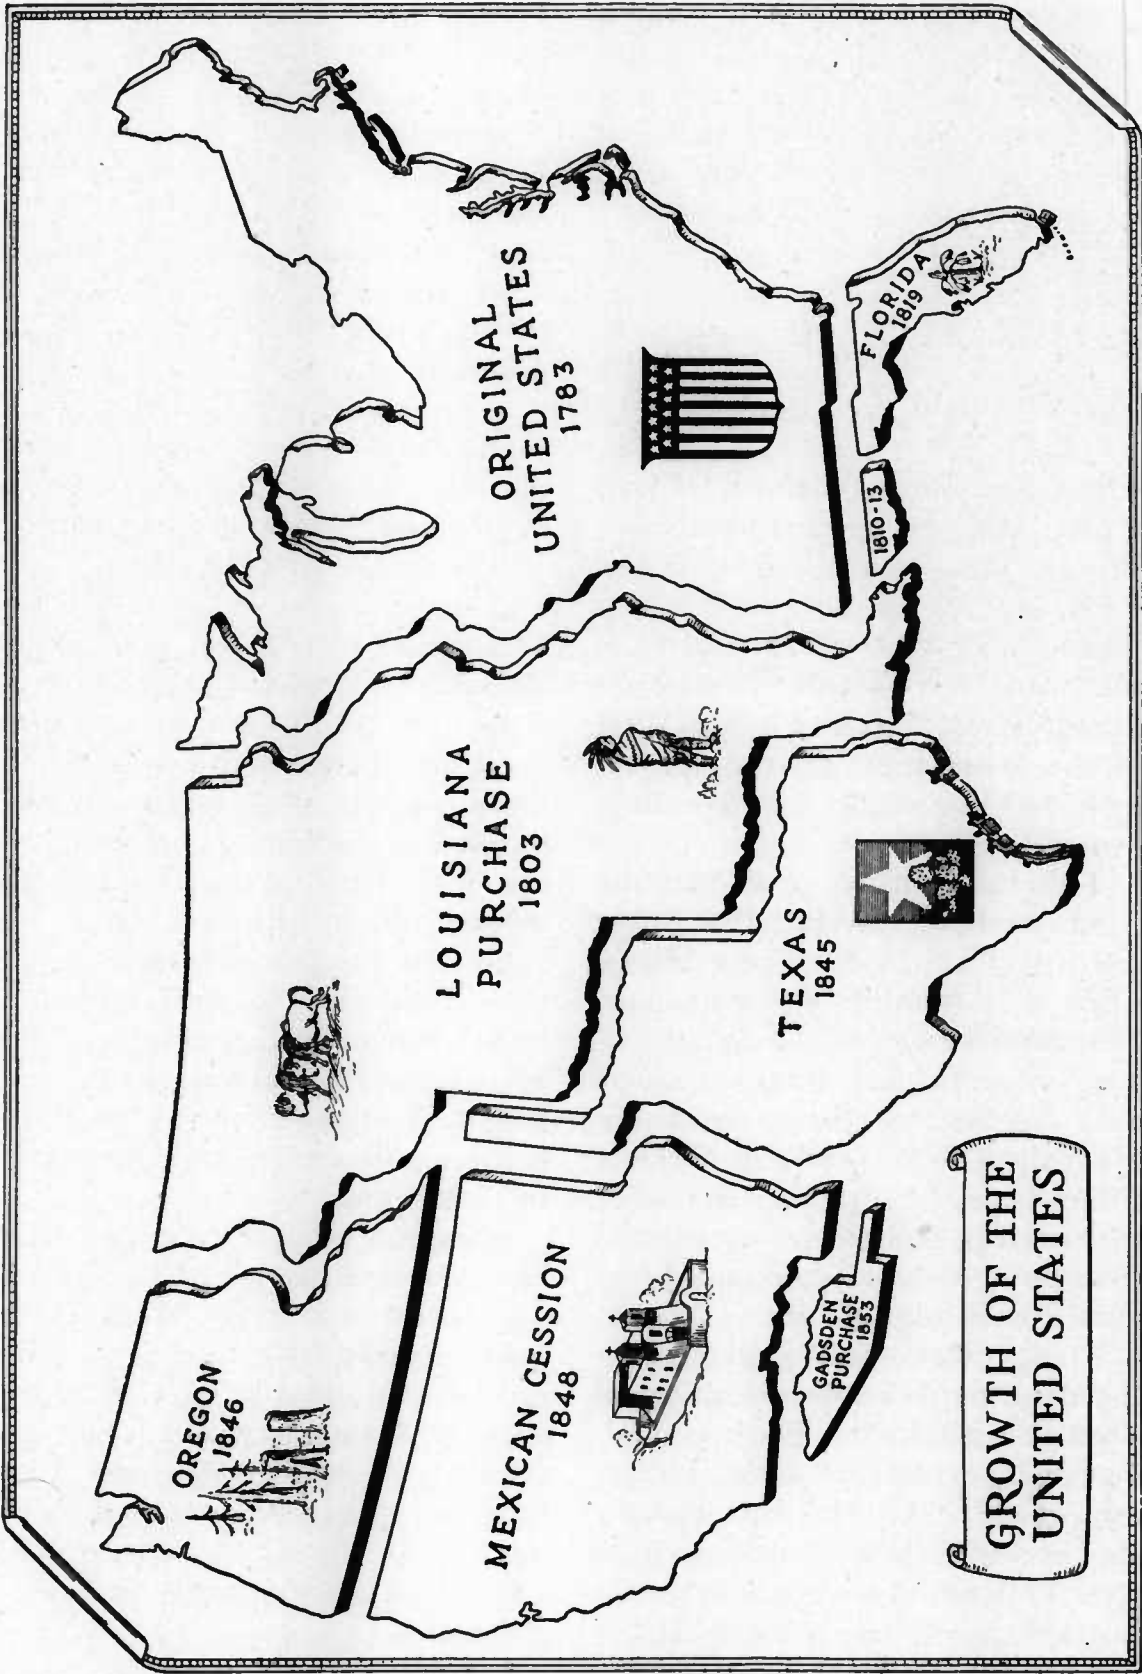 OREGON
1846
MEXICAN CESSION
1848
GADSDEN
PURCHASE
1853
LOUISIANA
PURCHASE
1803
TEXAS
1845
ORIGINAL
UNITED STATES
1783
1810-13
FLORIDA
1819
GROWTH OF THE
UNITED STATES